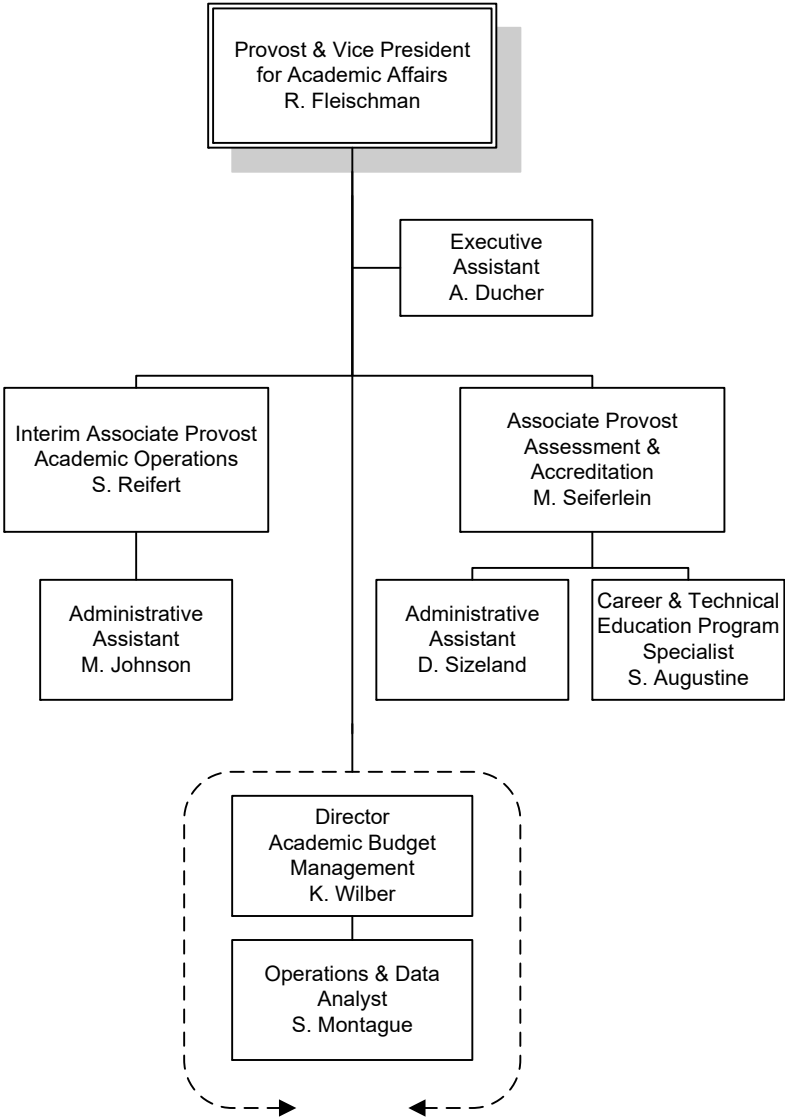 Provost & Vice President
for Academic Affairs
R. Fleischman
Executive
Assistant
A. Ducher
Interim Associate Provost
Academic Operations
S. Reifert
Associate Provost
Assessment &
Accreditation
M. Seiferlein
Administrative
Assistant
M. Johnson
Administrative
Assistant
D. Sizeland
Career & Technical
Education Program
Specialist
S. Augustine
Director
Academic Budget
Management
K. Wilber
Operations & Data
Analyst
S. Montague